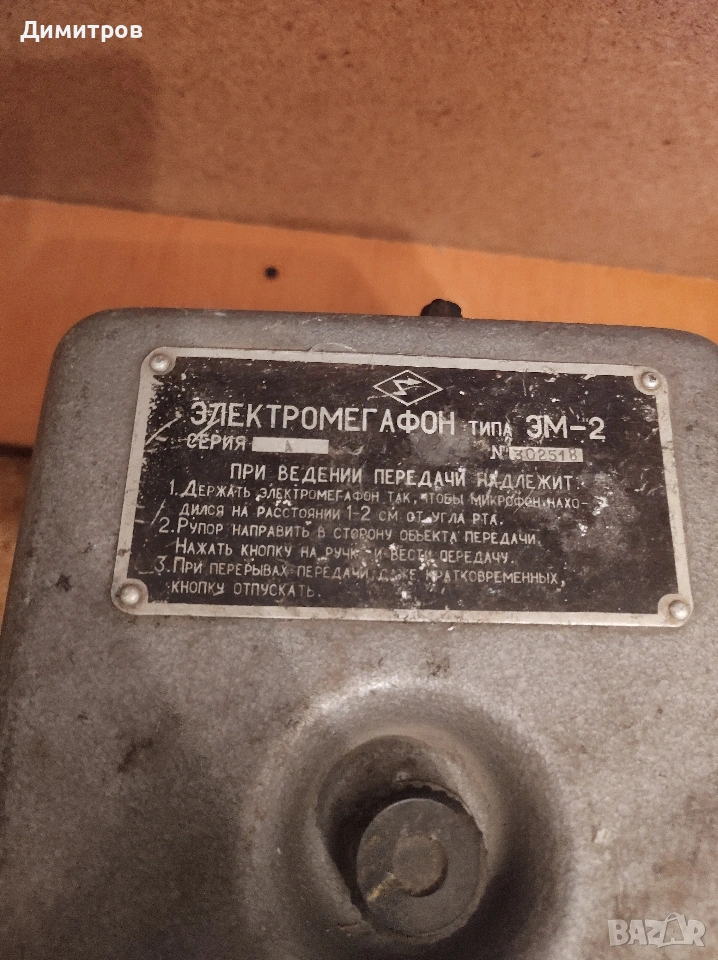 Димитров
ЭЛЕКТРОМЕГАФОН ТИПА ЭМ-2
СЕРИЯ А № 302518
ПРИ ВЕДЕНИИ ПЕРЕДАЧИ НАДЛЕЖИТ:
1. ДЕРЖАТЬ ЭЛЕКТРОМЕГАФОН ТАК, ЧТОБЫ МИКРОФОН НАХО-
ДИЛСЯ НА РАССТОЯНИИ 1-2 СМ ОТ УГЛА РТА.
2. РУПОР НАПРАВИТЬ В СТОРОНУ ОБЪЕКТА ПЕРЕДАЧИ.
НАЖАТЬ КНОПКУ НА РУЧКЕ И ВЕСТИ ПЕРЕДАЧУ.
3. ПРИ ПЕРЕРЫВАХ ПЕРЕДАЧИ ДАЖЕ КРАТКОВРЕМЕННЫХ,
КНОПКУ ОТПУСКАТЬ.
BAZAR